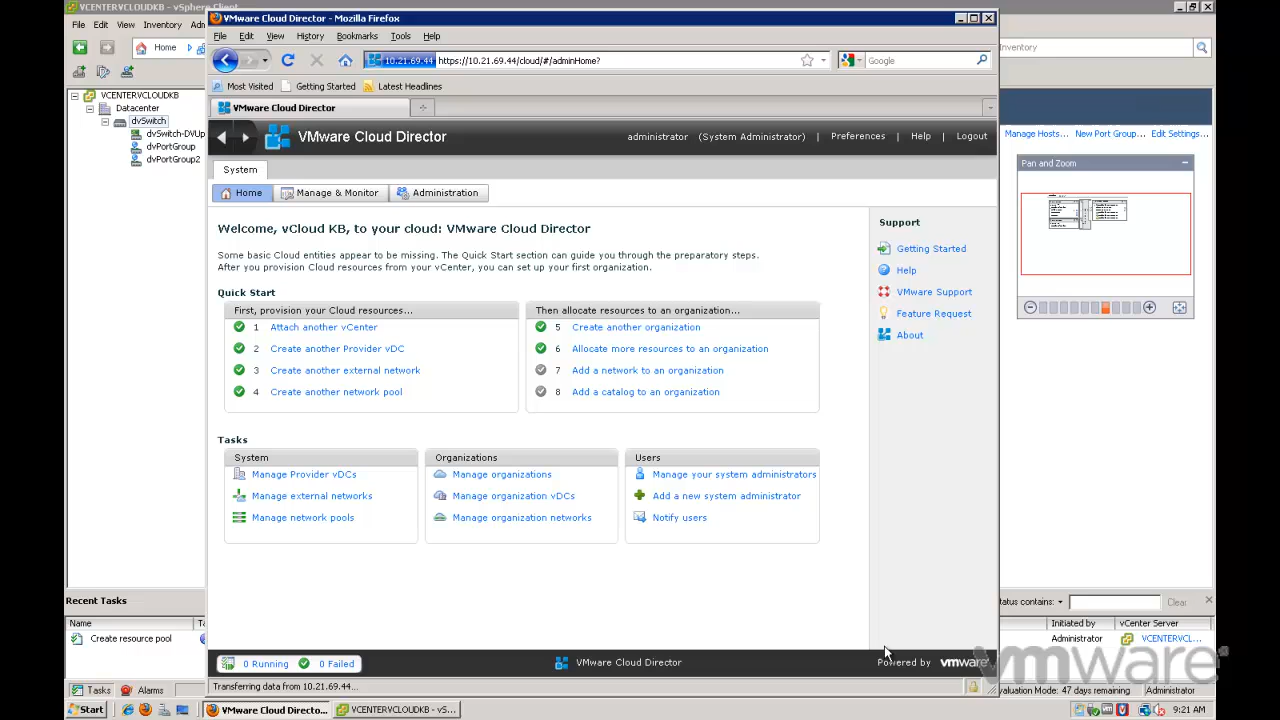 VCENTERVCLOUDKB - vSphere Client
File Edit View Inventory
Home
VCENTERVCLOUDKB
Datacenter
dvSwitch
dvSwitch-DVUp
dvPortGroup
dvPortGroup2
VMware Cloud Director - Mozilla Firefox
File Edit View History Bookmarks Tools Help
10.21.69.44 https://10.21.69.44/cloud/#/adminHome?
Google
Most Visited Getting Started Latest Headlines
VMware Cloud Director
VMware Cloud Director
administrator (System Administrator) Preferences Help Logout
System
Home Manage & Monitor Administration
Welcome, vCloud KB, to your cloud: VMware Cloud Director
Some basic Cloud entities appear to be missing. The Quick Start section can guide you through the preparatory steps.
After you provision Cloud resources from your vCenter, you can set up your first organization.
Quick Start
First, provision your Cloud resources...
1 Attach another vCenter
2 Create another Provider vDC
3 Create another external network
4 Create another network pool
Then allocate resources to an organization...
5 Create another organization
6 Allocate more resources to an organization
7 Add a network to an organization
8 Add a catalog to an organization
Tasks
System
Manage Provider vDCs
Manage external networks
Manage network pools
Organizations
Manage organizations
Manage organization vDCs
Manage organization networks
Users
Manage your system administrators
Add a new system administrator
Notify users
Support
Getting Started
Help
VMware Support
Feature Request
About
0 Running 0 Failed
VMware Cloud Director
Powered by vmware
Transferring data from 10.21.69.44...
Inventory
Manage Hosts... New Port Group... Edit Settings...
Pan and Zoom
Recent Tasks
Name
Create resource pool
Status contains: Clear
Initiated by vCenter Server
Administrator VCENTERVCL...
Tasks Alarms
Evaluation Mode: 47 days remaining Administrator
vmware
Start VMware Cloud Directo... VCENTERVCLOUDKB - vS...
9:21 AM